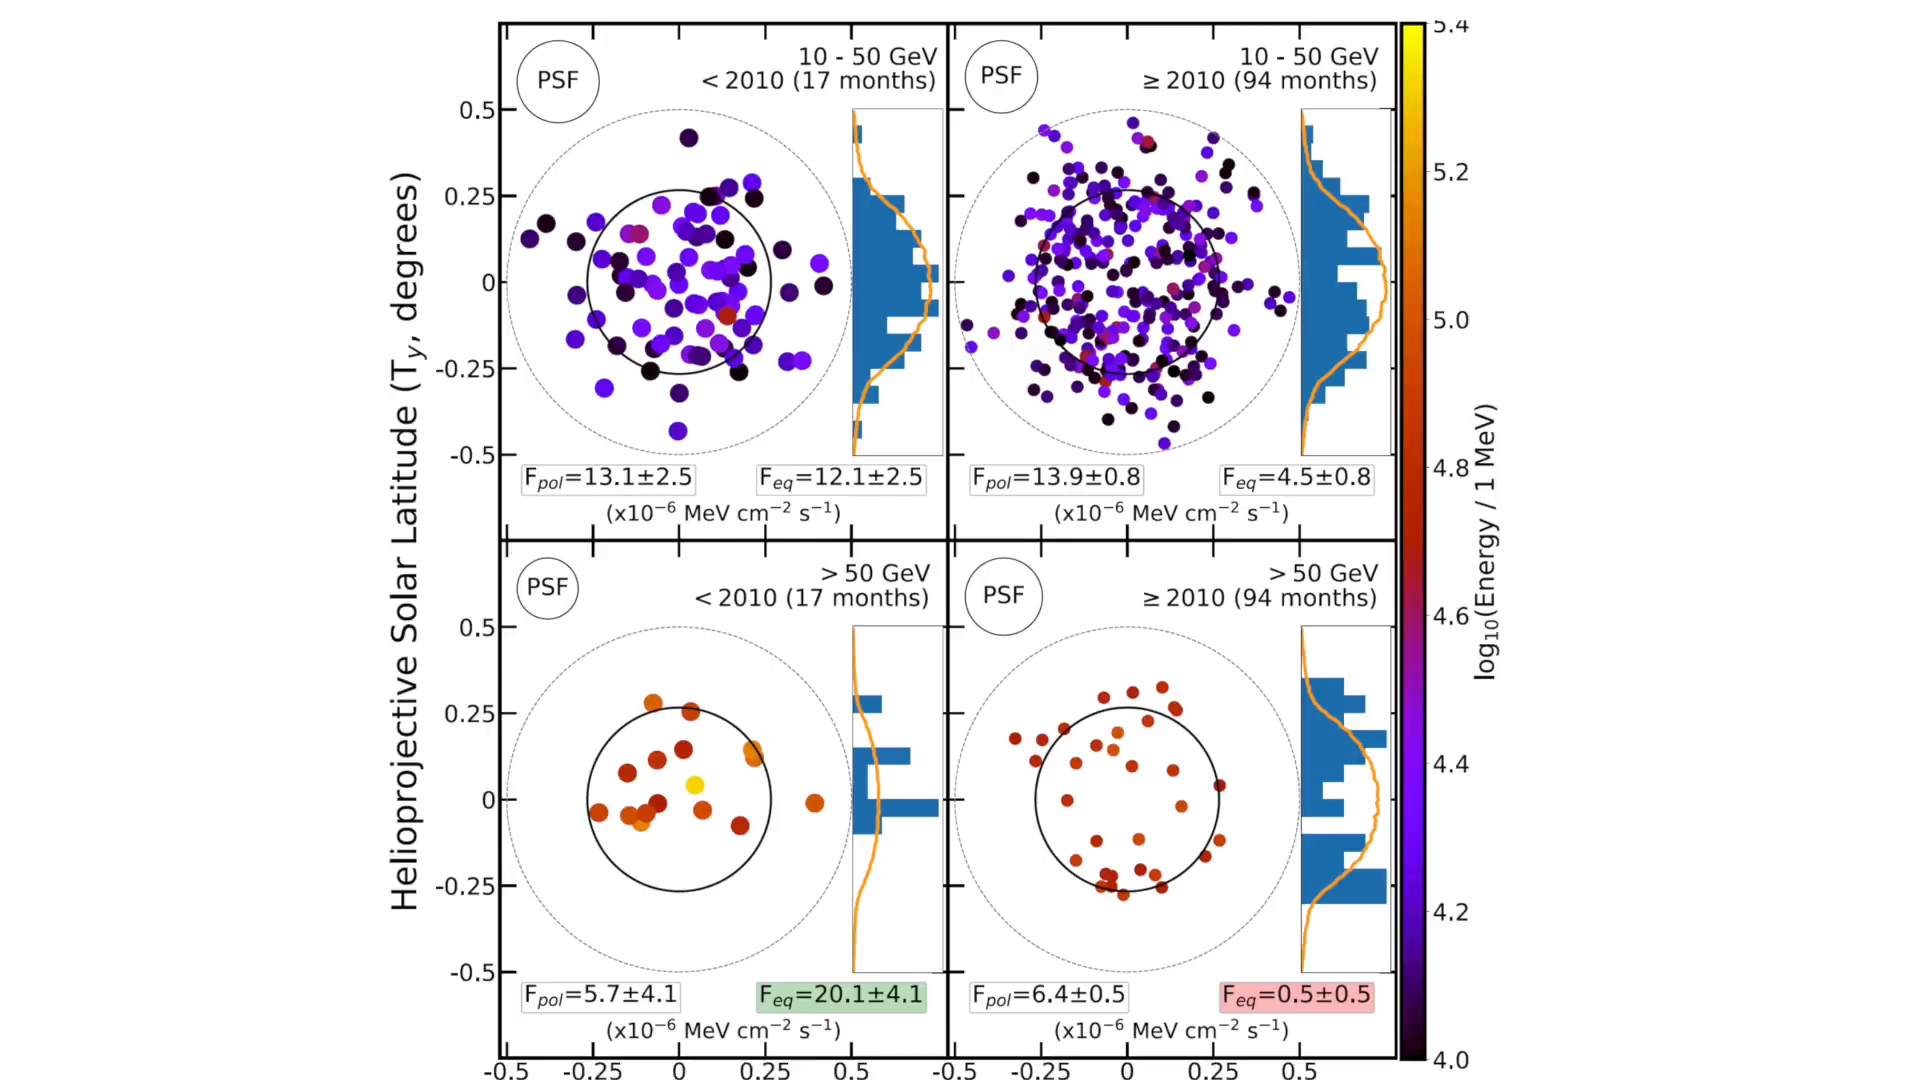 Helioprojective Solar Latitude (Ty, degrees)
PSF
10 - 50 GeV
< 2010 (17 months)
0.5
0.25
0
-0.25
-0.5
Fpol=13.1±2.5
Feq=12.1±2.5
(x10−6 MeV cm−2 s−1)
PSF
10 - 50 GeV
≥ 2010 (94 months)
Fpol=13.9±0.8
Feq=4.5±0.8
(x10−6 MeV cm−2 s−1)
PSF
> 50 GeV
< 2010 (17 months)
0.5
0.25
0
-0.25
-0.5
Fpol=5.7±4.1
Feq=20.1±4.1
(x10−6 MeV cm−2 s−1)
-0.5 -0.25 0 0.25 0.5
PSF
> 50 GeV
≥ 2010 (94 months)
Fpol=6.4±0.5
Feq=0.5±0.5
(x10−6 MeV cm−2 s−1)
-0.5 -0.25 0 0.25 0.5
5.4
5.2
5.0
4.8
4.6
4.4
4.2
4.0
log10(Energy / 1 MeV)